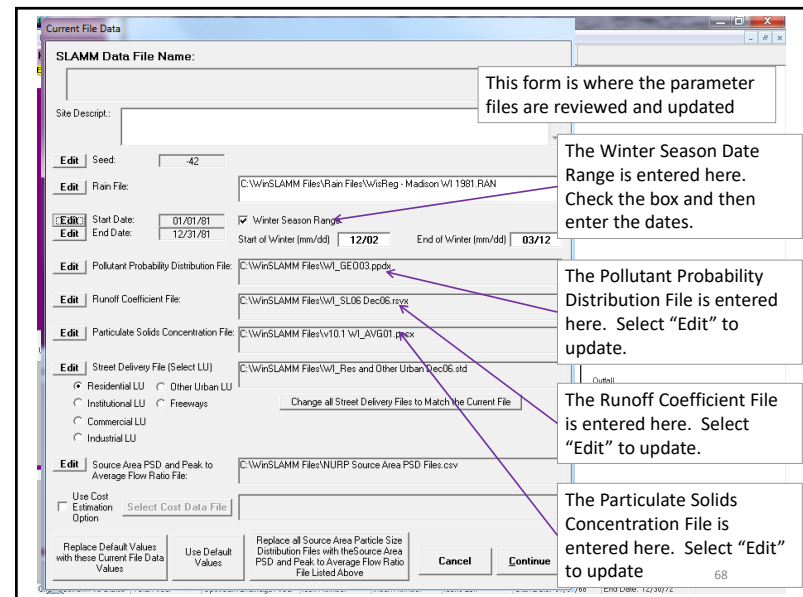 Current File Data
SLAMM Data File Name:
This form is where the parameter
files are reviewed and updated
Site Descript.:
Edit Seed: -42
Edit Rain File: C:\WinSLAMM Files\Rain Files\WisReg - Madison WI 1981.RAN
The Winter Season Date
Range is entered here.
Check the box and then
enter the dates.
Edit Start Date: 01/01/81 Winter Season Range
Edit End Date: 12/31/81 Start of Winter (mm/dd) 12/02 End of Winter (mm/dd) 03/12
Edit Pollutant Probability Distribution File: C:\WinSLAMM Files\WI_GEO03.ppdx
The Pollutant Probability
Distribution File is entered
here. Select “Edit” to
update.
Edit Runoff Coefficient File: C:\WinSLAMM Files\WI_SL06 Dec06.rsvx
Edit Particulate Solids Concentration File: C:\WinSLAMM Files\v10.1 WI_AVG01.pscx
Edit Street Delivery File (Select LU) C:\WinSLAMM Files\WI_Res and Other Urban Dec06.std
Residential LU Other Urban LU
Institutional LU Freeways
Commercial LU
Industrial LU
Change all Street Delivery Files to Match the Current File
Outfall
The Runoff Coefficient File
is entered here. Select
“Edit” to update.
Edit Source Area PSD and Peak to
Average Flow Ratio
File: C:\WinSLAMM Files\NURP Source Area PSD Files.csv
Use Cost
Estimation
Option
Select Cost Data File
The Particulate Solids
Concentration File is
entered here. Select “Edit”
to update
Replace Default Values
with these Current File Data
Values
Use Default
Values
Replace all Source Area Particle Size
Distribution Files with theSource Area
PSD and Peak to Average Flow Ratio
File Listed Above
Cancel
Continue
68
End Date: 12/30/72